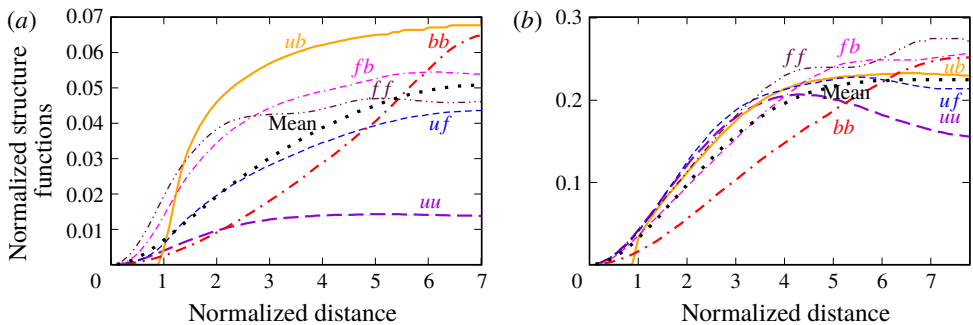 (a)
0.07
0.06
0.05
0.04
0.03
0.02
0.01
0 1 2 3 4 5 6 7
Normalized structure
functions
Normalized distance
ub
bb
fb
ff
Mean
uf
uu
(b)
0.3
0.2
0.1
0 1 2 3 4 5 6 7
Normalized distance
ff
fb
ub
Mean
uf
uu
bb